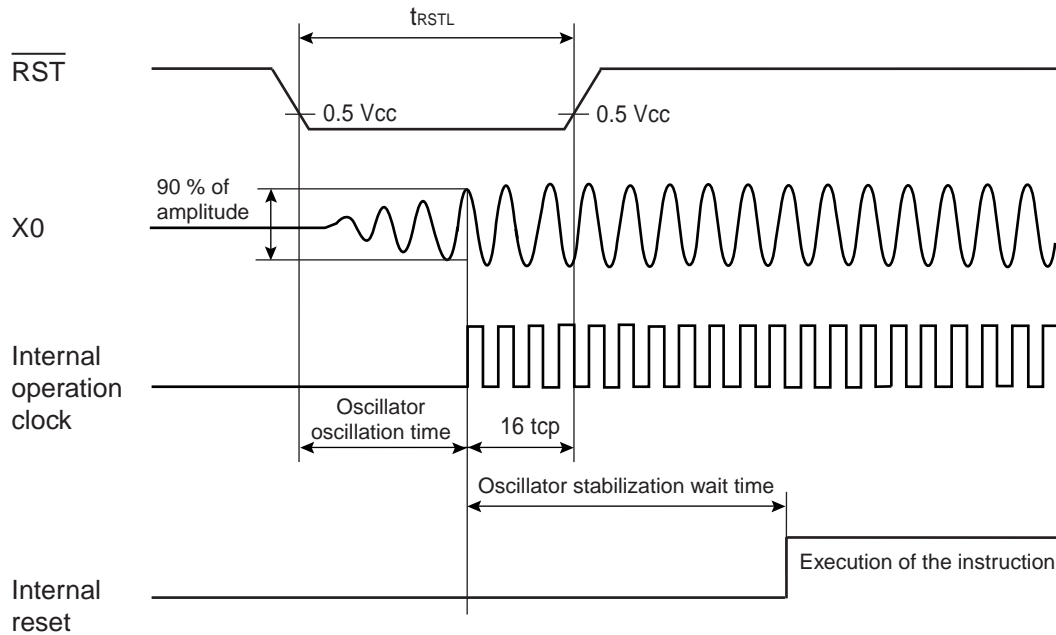 tRSTL
RST
0.5 Vcc
0.5 Vcc
90 % of
amplitude
X0
Internal
operation
clock
Oscillator
oscillation time
16 tcp
Oscillator stabilization wait time
Execution of the instruction
Internal
reset